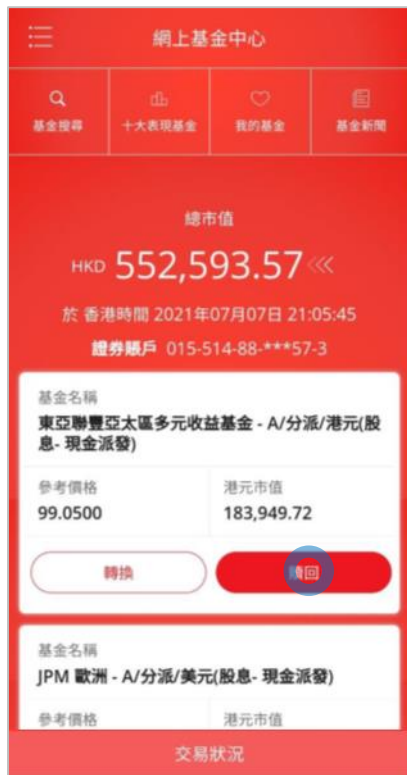 網上基金中心
基金搜尋 十大表現基金 我的基金 基金新聞
總市值
HKD 552,593.57
於 香港時間 2021年07月07日 21:05:45
證券賬戶 015-514-88-***57-3
基金名稱
東亞聯豐亞太區多元收益基金 - A/分派/港元(股
息- 現金派發)
參考價格 港元市值
99.0500 183,949.72
轉換 贖回
基金名稱
JPM 歐洲 - A/分派/美元(股息- 現金派發)
參考價格 港元市值
交易狀況